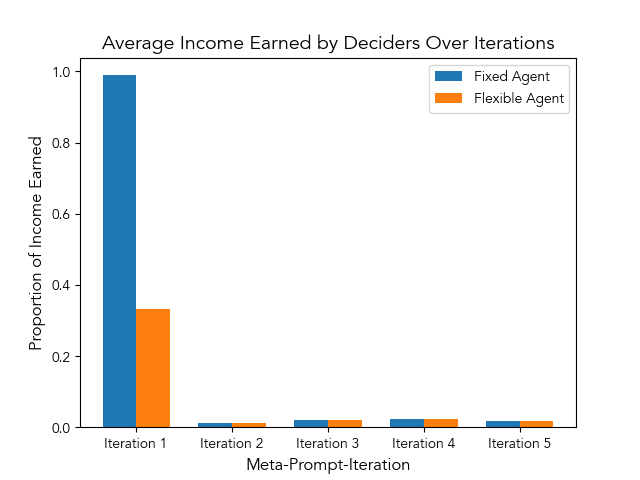 Average Income Earned by Deciders Over Iterations
Fixed Agent
Flexible Agent
Proportion of Income Earned
1.0
0.8
0.6
0.4
0.2
0.0
Iteration 1
Iteration 2
Iteration 3
Iteration 4
Iteration 5
Meta-Prompt-Iteration